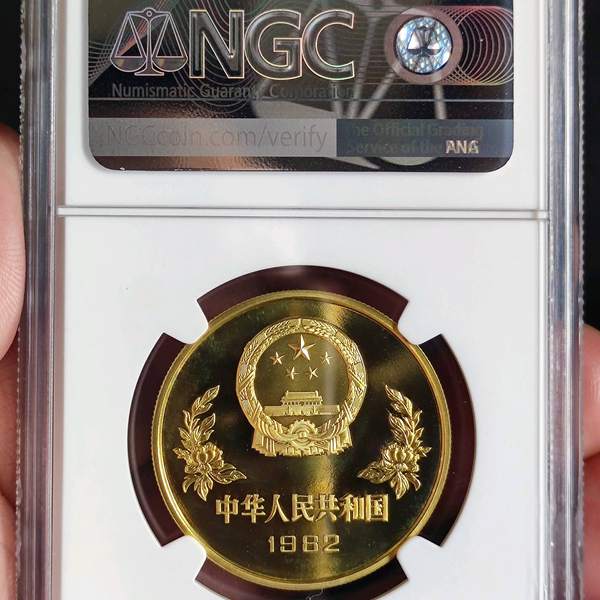 NGC
Numismatic Guaranty Corporation
NGCcoin.com/verify
The Official Grading
Service of the ANA
中华人民共和国
1982